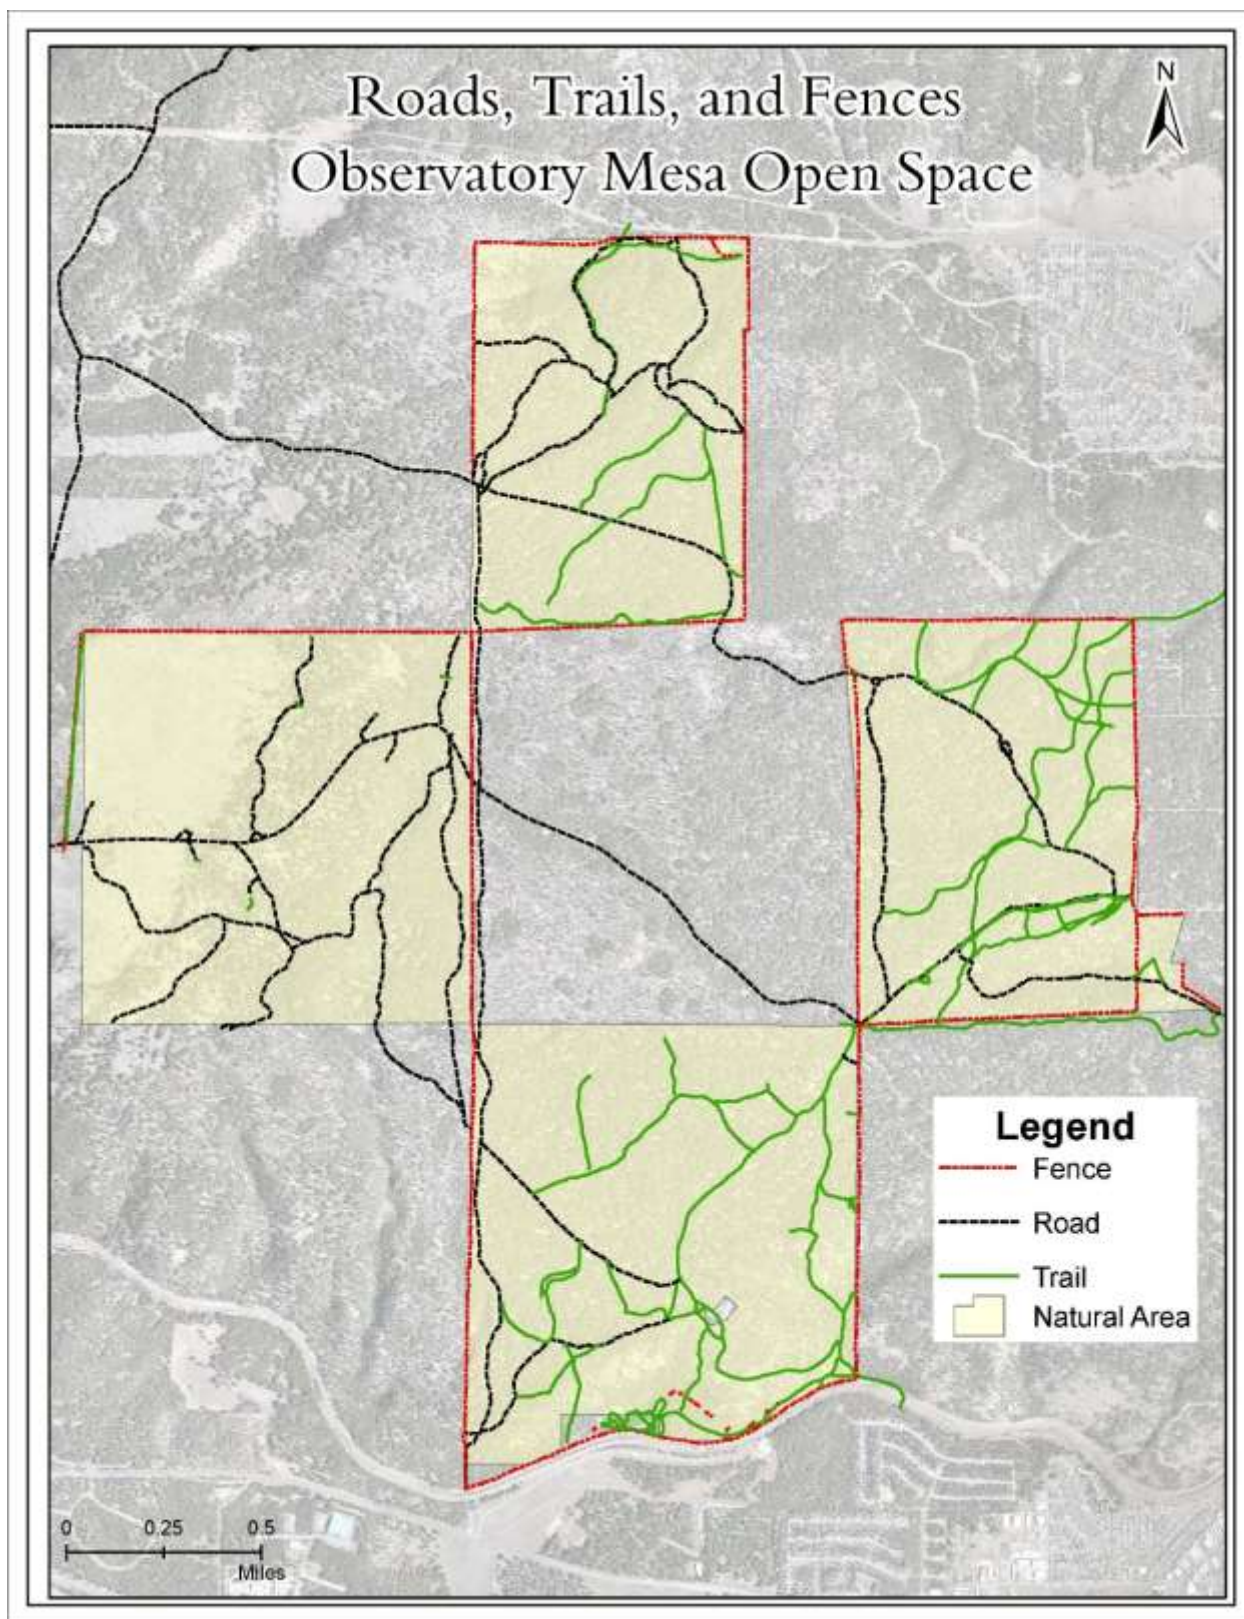 Roads, Trails, and Fences
Observatory Mesa Open Space
N
Legend
Fence
Road
Trail
Natural Area
0 0.25 0.5
Miles